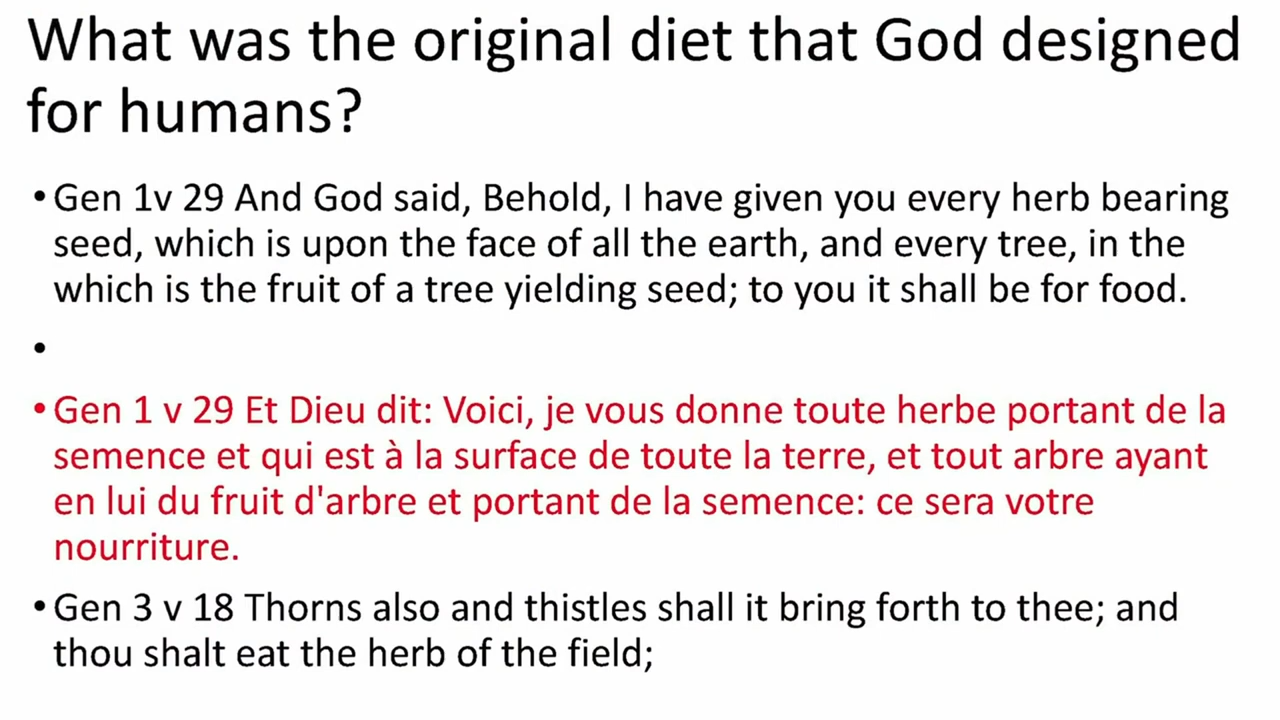 What was the original diet that God designed
for humans?
• Gen 1v 29 And God said, Behold, I have given you every herb bearing
seed, which is upon the face of all the earth, and every tree, in the
which is the fruit of a tree yielding seed; to you it shall be for food.
•
• Gen 1 v 29 Et Dieu dit: Voici, je vous donne toute herbe portant de la
semence et qui est à la surface de toute la terre, et tout arbre ayant
en lui du fruit d'arbre et portant de la semence: ce sera votre
nourriture.
• Gen 3 v 18 Thorns also and thistles shall it bring forth to thee; and
thou shalt eat the herb of the field;